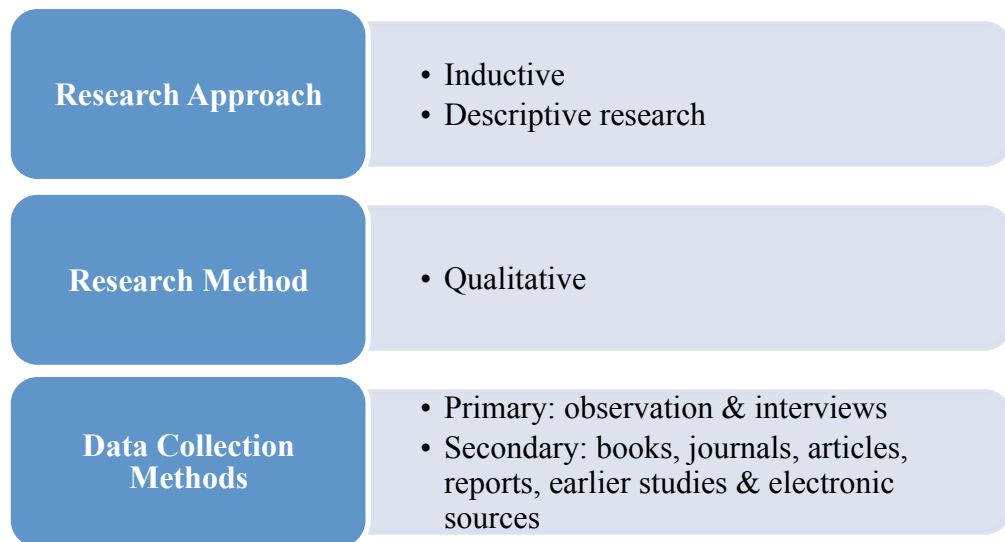 Research Approach
• Inductive
• Descriptive research
Research Method
• Qualitative
Data Collection
Methods
• Primary: observation & interviews
• Secondary: books, journals, articles,
reports, earlier studies & electronic
sources